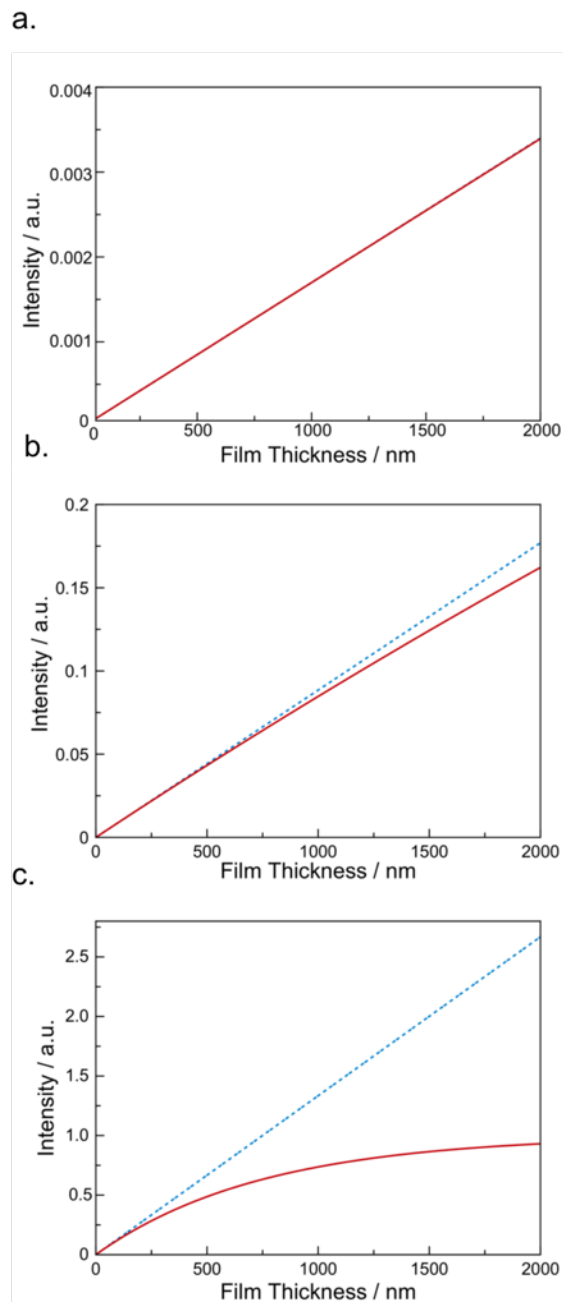 a.
0.004
0.003
0.002
0.001
0
Intensity / a.u.
0 500 1000 1500 2000
Film Thickness / nm
b.
0.2
0.15
0.1
0.05
0
Intensity / a.u.
0 500 1000 1500 2000
Film Thickness / nm
c.
2.5
2.0
1.5
1.0
0.5
0
Intensity / a.u.
0 500 1000 1500 2000
Film Thickness / nm